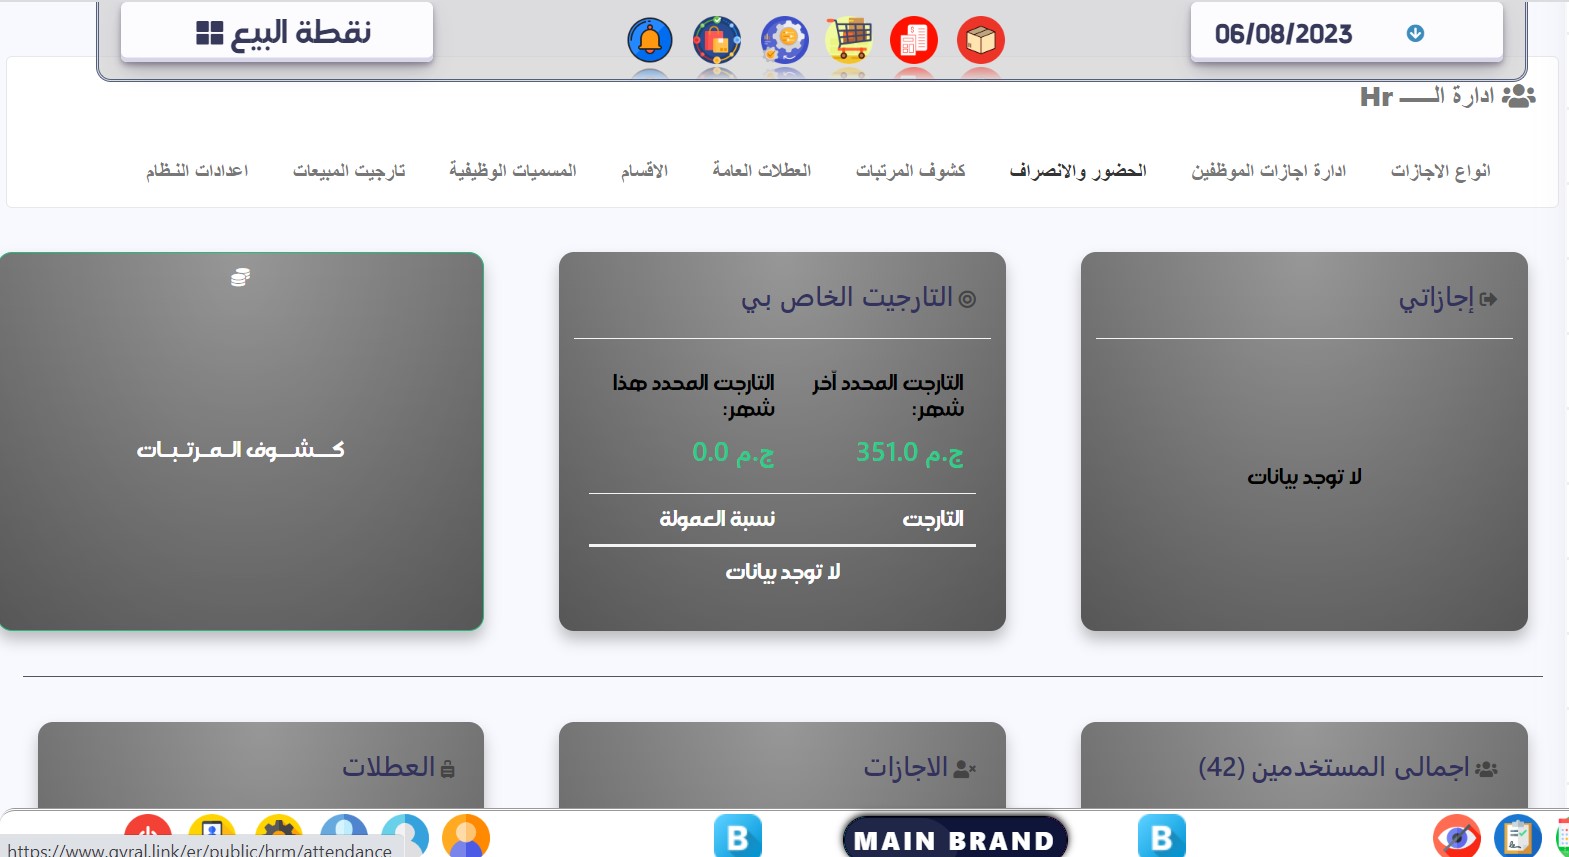 06/08/2023
نقطة البيع
ادارة الـــــ Hr
انواع الاجازات
ادارة اجازات الموظفين
الحضور والانصراف
كشوف المرتبات
العطلات العامة
الاقسام
المسميات الوظيفية
تارجيت المبيعات
اعدادات النظام
إجازاتي
لا توجد بيانات
التارجيت الخاص بي
التارجت المحدد آخر
شهر:
ج.م 351.0
التارجت المحدد هذا
شهر:
ج.م 0.0
التارجت
نسبة العمولة
لا توجد بيانات
كـــشـــوف الـمـرتـبـات
اجمالى المستخدمين (42)
الاجازات
العطلات
B
MAIN BRAND
B
https://www.gyral.link/er/public/hrm/attendance